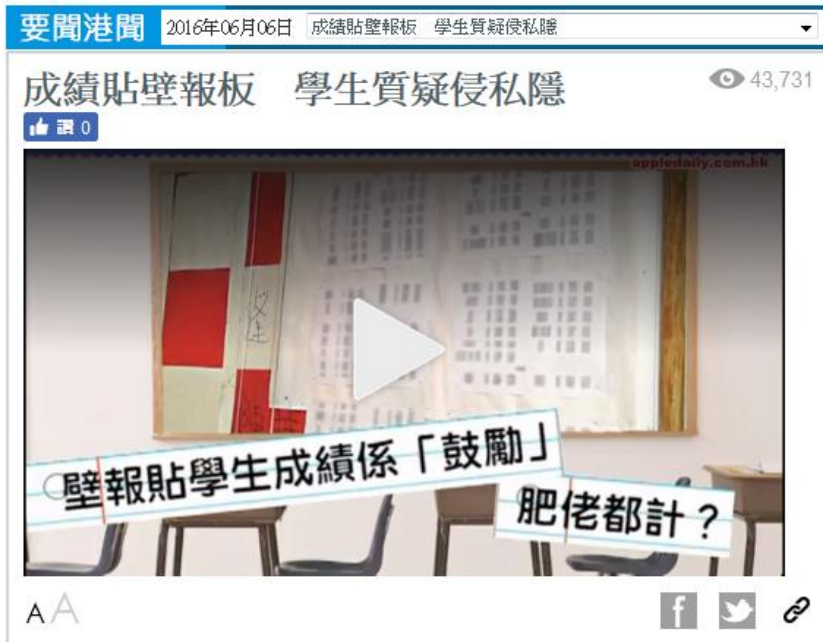 要聞港聞 2016年06月06日 成績貼壁報板 學生質疑侵私隱
成績貼壁報板 學生質疑侵私隱 43,731
讚 0
appledaily.com.hk
壁報貼學生成績係「鼓勵」
肥佬都計？
A A